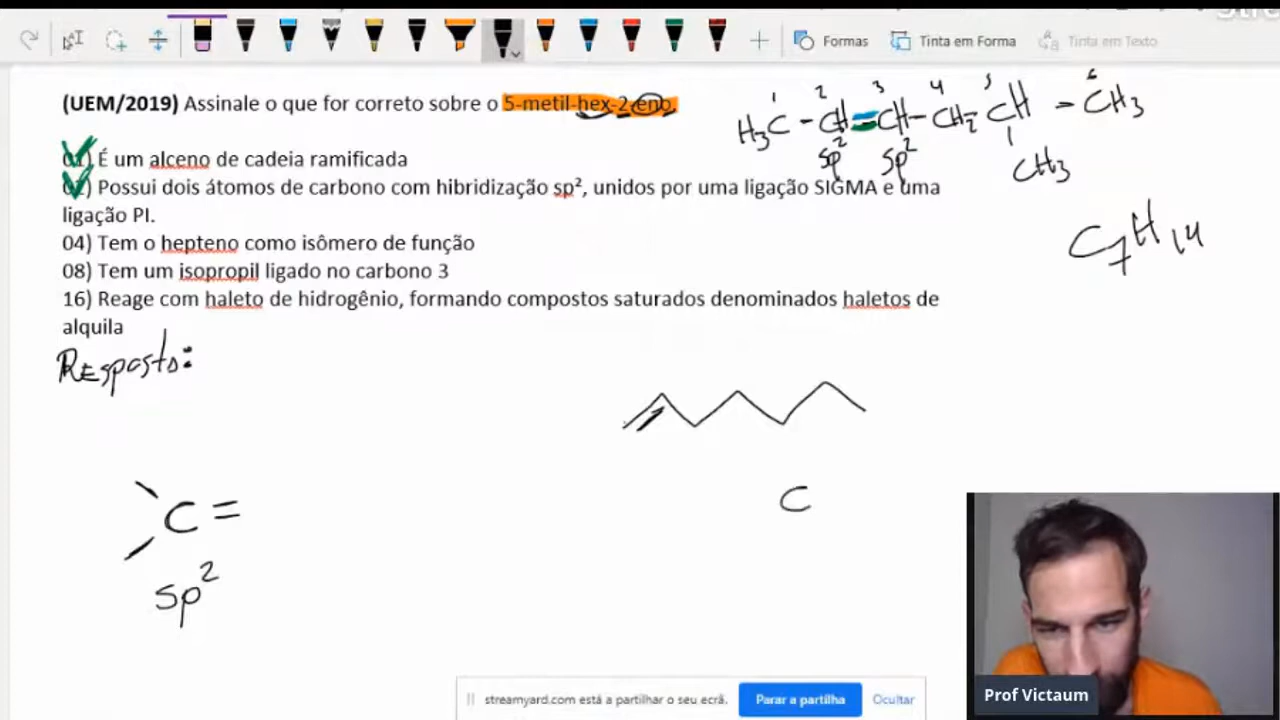 Formas
Tinta em Forma
Tinta em Texto
(UEM/2019) Assinale o que for correto sobre o 5-metil-hex-2-eno.
01) É um alceno de cadeia ramificada
02) Possui dois átomos de carbono com hibridização sp², unidos por uma ligação SIGMA e uma
ligação PI.
04) Tem o hepteno como isômero de função
08) Tem um isopropil ligado no carbono 3
16) Reage com haleto de hidrogênio, formando compostos saturados denominados haletos de
alquila
1 2 3 4 5 6
H3C - CH = CH - CH2 - CH - CH3
sp² sp² CH3
C7H14
Resposta:
C
C =
sp²
Prof Victaum
streamyard.com está a partilhar o seu ecrã.
Parar a partilha
Ocultar